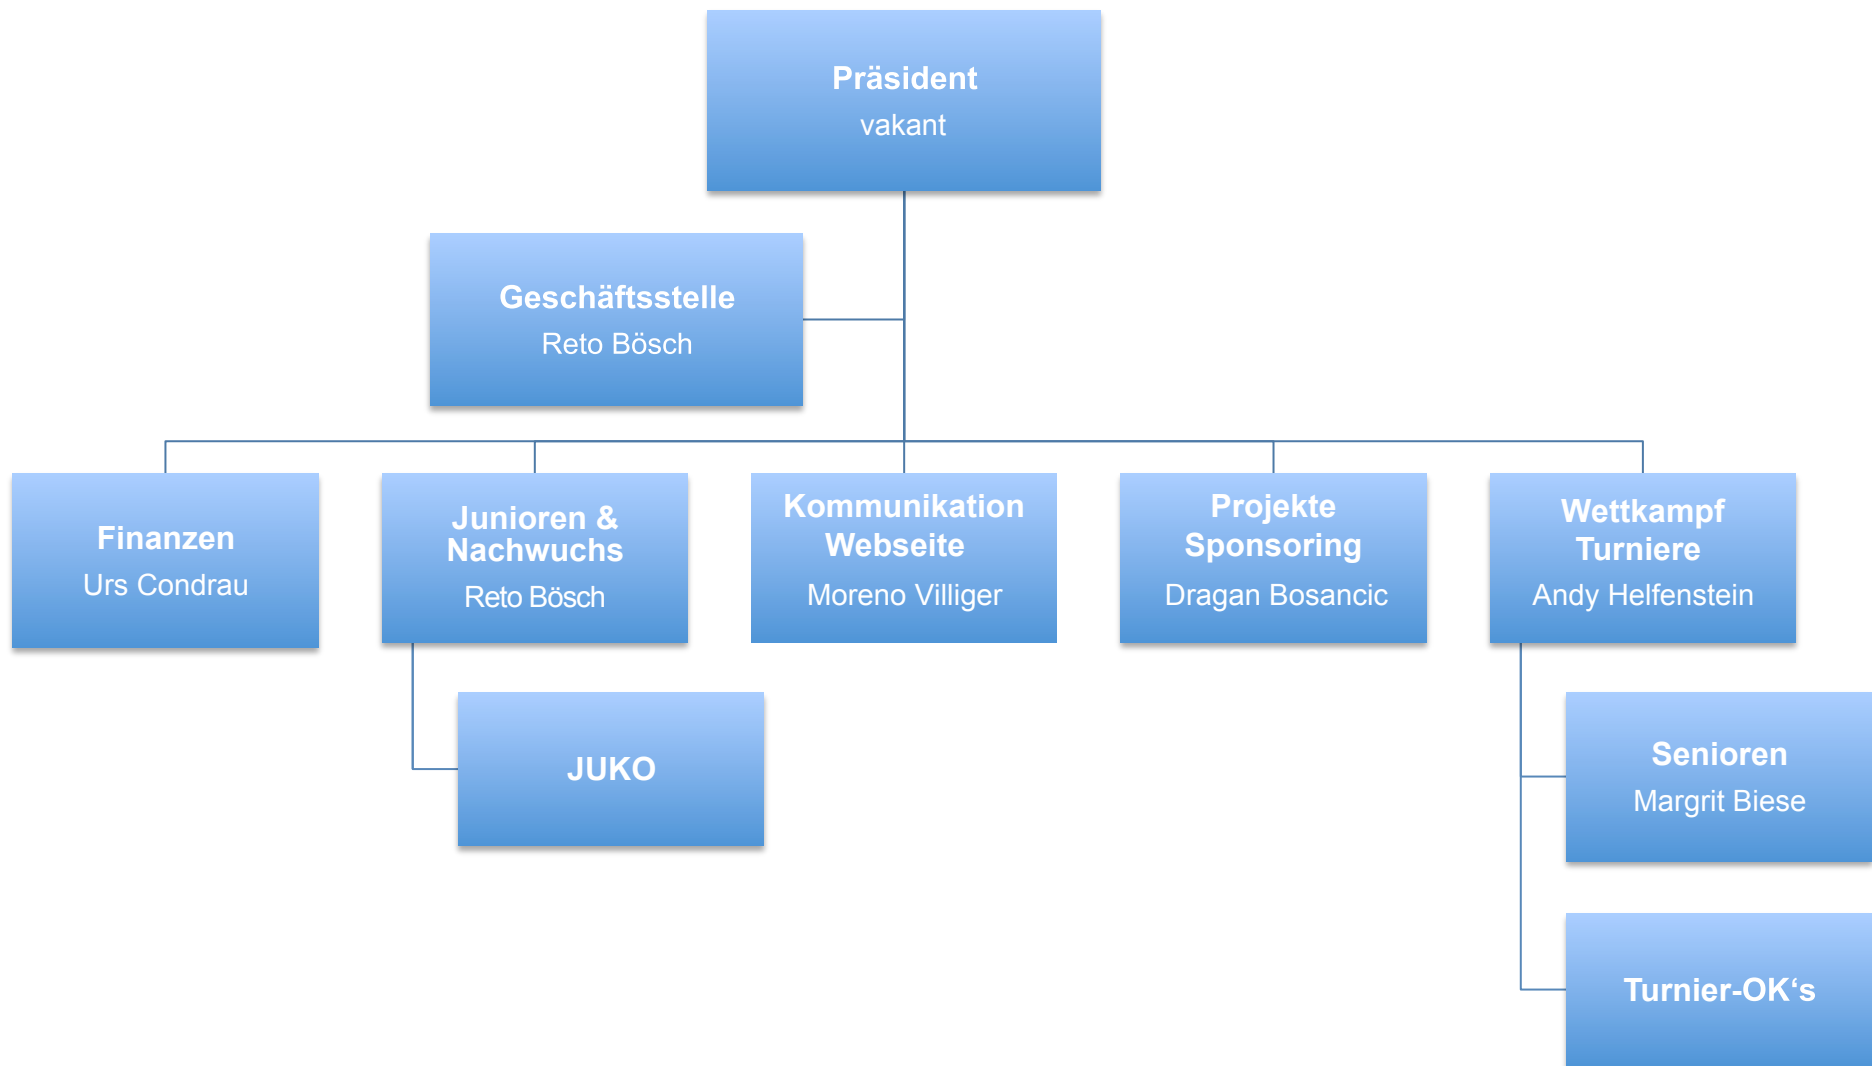 Präsident
vakant
Geschäftsstelle
Reto Bösch
Finanzen
Urs Condrau
Junioren &
Nachwuchs
Reto Bösch
Kommunikation
Webseite
Moreno Villiger
Projekte
Sponsoring
Dragan Bosancic
Wettkampf
Turniere
Andy Helfenstein
JUKO
Senioren
Margrit Biese
Turnier-OK‘s